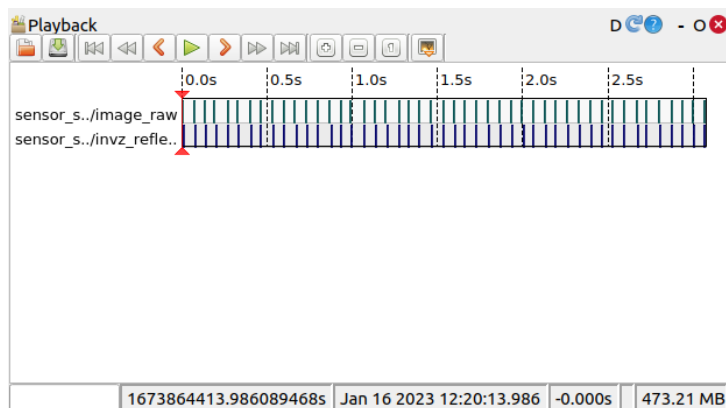 Playback D ? - O
0.0s 0.5s 1.0s 1.5s 2.0s 2.5s
sensor_s../image_raw
sensor_s../invz_refle..
1673864413.986089468s Jan 16 2023 12:20:13.986 -0.000s 473.21 MB